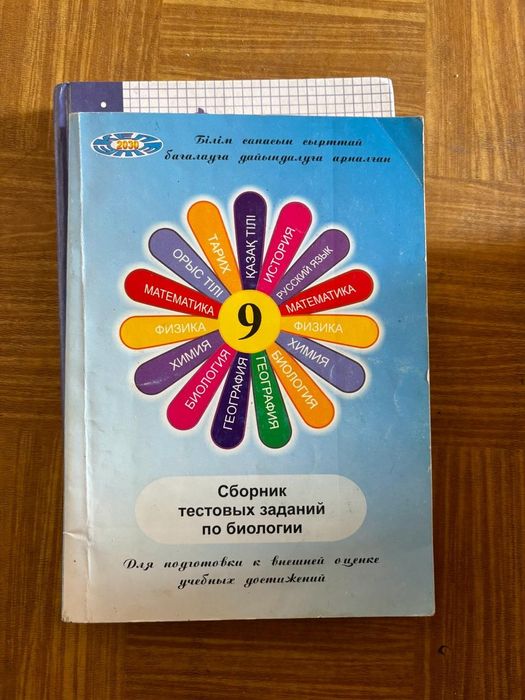 2030
Білім сапасын сырттай
бағалауға дайындалуға арналған
ҚАЗАҚ ТІЛІ
ИСТОРИЯ
РУССКИЙ ЯЗЫК
МАТЕМАТИКА
ФИЗИКА
ХИМИЯ
БИОЛОГИЯ
ГЕОГРАФИЯ
ГЕОГРАФИЯ
БИОЛОГИЯ
ХИМИЯ
ФИЗИКА
МАТЕМАТИКА
ОРЫС ТІЛІ
ТАРИХ
9
Сборник
тестовых заданий
по биологии
Для подготовки к внешней оценке
учебных достижений